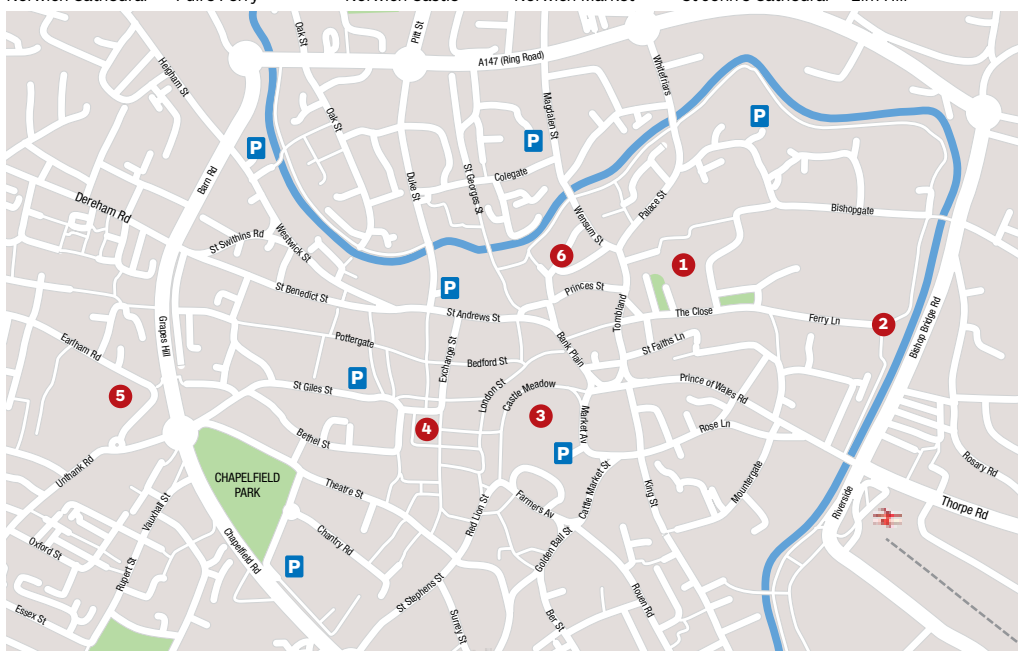 Norwich Cathedral Pull's Ferry Norwich Castle Norwich Market St John's Cathedral Elm Hill
Oak St
Pitt St
A147 (Ring Road)
Whitefriars
Heigham St
Oak St
Magdalen St
P
P
P
Barn Rd
Duke St
St Georges St
Colegate
Dereham Rd
Palace St
Wensum St
Bishopgate
St Swithins Rd
Westwick St
6
1
St Benedict St
P
Princes St
St Andrews St
Tombland
The Close
Ferry Ln
2
Bishop Bridge Rd
Grapes Hill
Earlham Rd
Pottergate
Exchange St
Bedford St
Bank Plain
St Faiths Ln
5
P
St Giles St
London St
Castle Meadow
Prince of Wales Rd
4
3
Market Av
Rose Ln
Bethel St
P
Unthank Rd
CHAPELFIELD
PARK
Theatre St
Cattle Market St
King St
Mountergate
Rosary Rd
Vauxhall St
Red Lion St
Farmers Av
Riverside
Thorpe Rd
Oxford St
Rupert St
Chapelfield Rd
Chantry Rd
Golden Ball St
P
Essex St
St Stephens St
Surrey St
Ber St
Rouen Rd